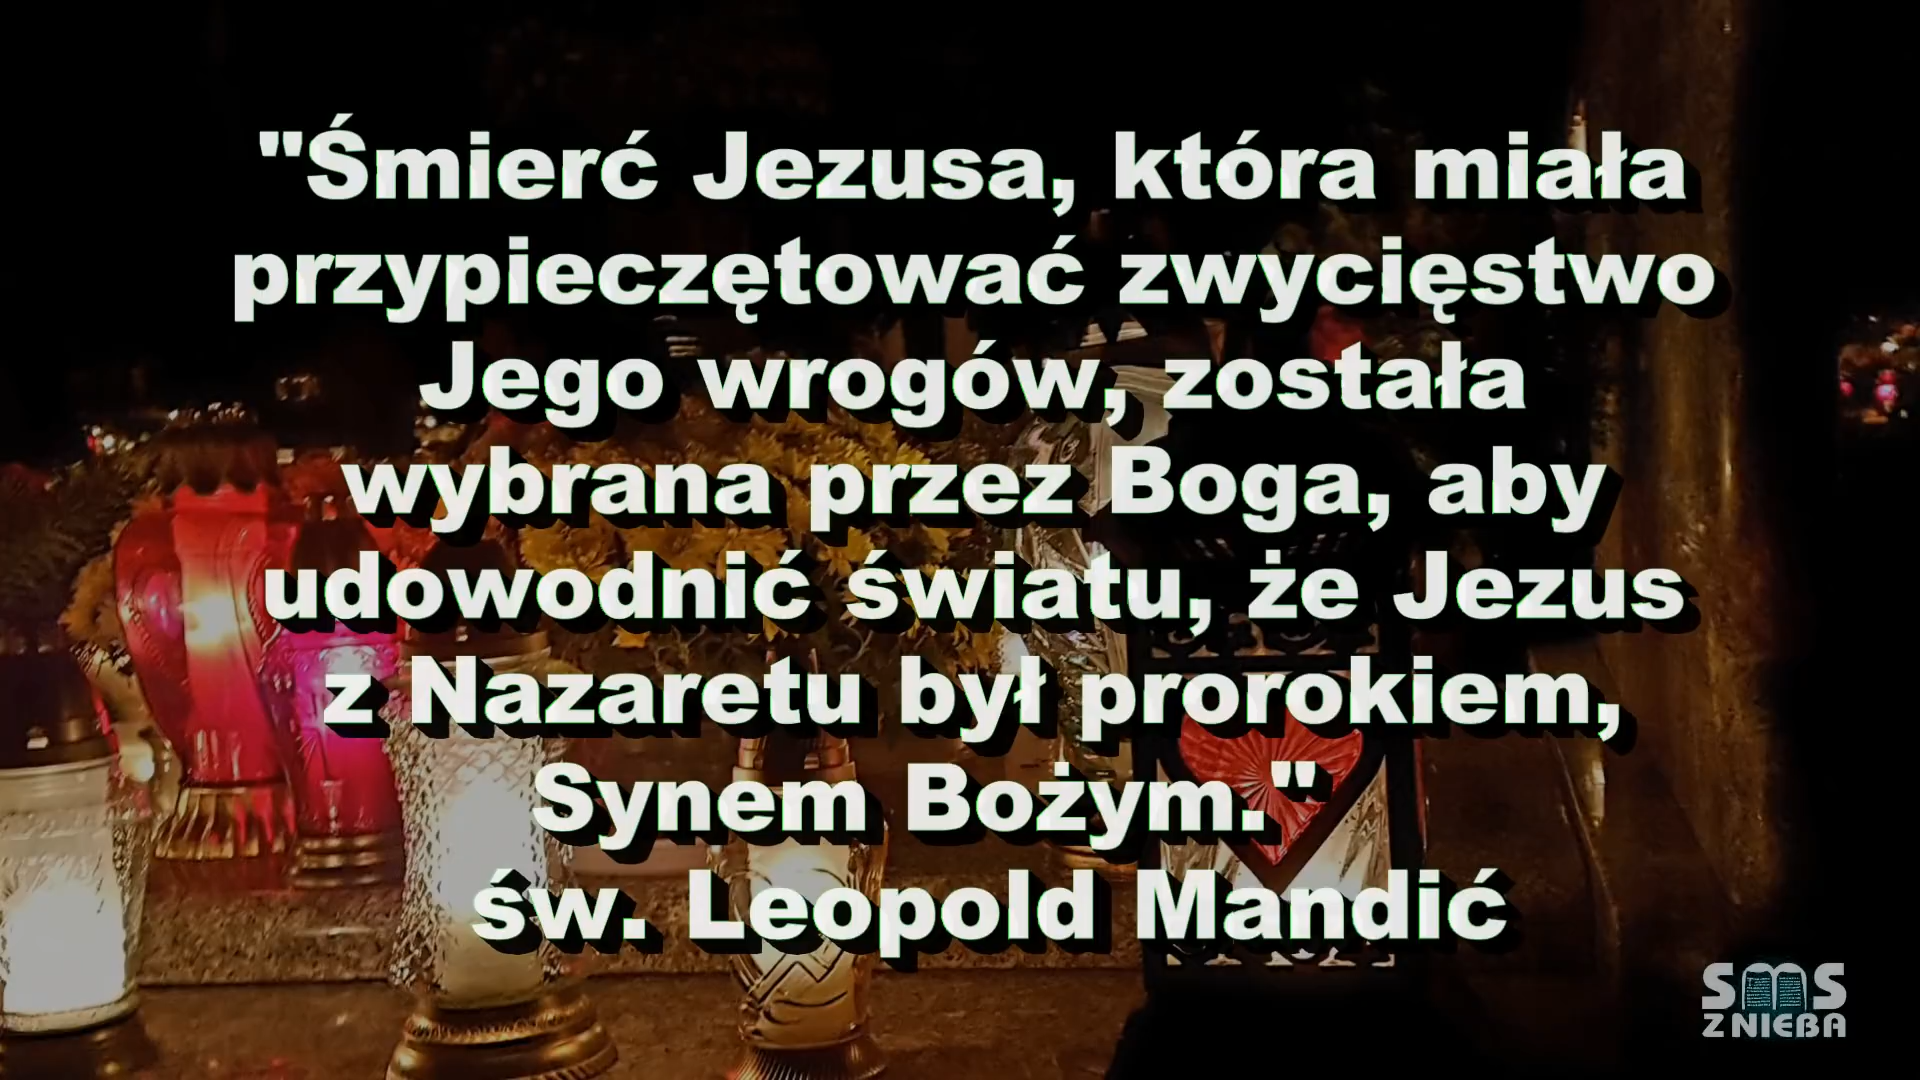 "Śmierć Jezusa, która miała
przypieczętować zwycięstwo
Jego wrogów, została
wybrana przez Boga, aby
udowodnić światu, że Jezus
z Nazaretu był prorokiem,
Synem Bożym."
św. Leopold Mandić
SMS
Z NIEBA